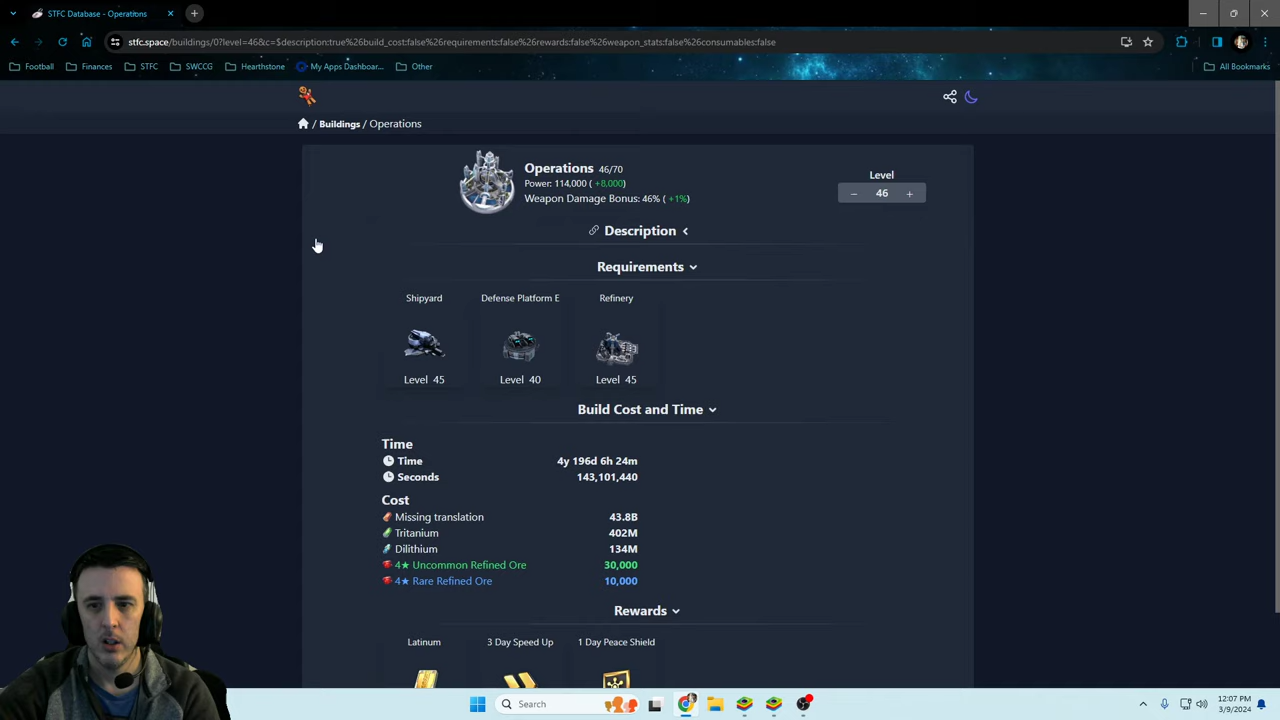 STFC Database - Operations
stfc.space/buildings/0?level=46&c=$description:true%26build_cost:false%26requirements:false%26rewards:false%26weapon_stats:false%26consumables:false
Football Finances STFC SWCCG Hearthstone My Apps Dashboar... Other All Bookmarks
/ Buildings / Operations
Operations 46/70
Power: 114,000 ( +8,000)
Weapon Damage Bonus: 46% ( +1%)
Level
− 46 +
Description
Requirements
Shipyard Defense Platform E Refinery
Level 45 Level 40 Level 45
Build Cost and Time
Time
Time 4y 196d 6h 24m
Seconds 143,101,440
Cost
Missing translation 43.8B
Tritanium 402M
Dilithium 134M
4★ Uncommon Refined Ore 30,000
4★ Rare Refined Ore 10,000
Rewards
Latinum 3 Day Speed Up 1 Day Peace Shield
Search
12:07 PM
3/9/2024